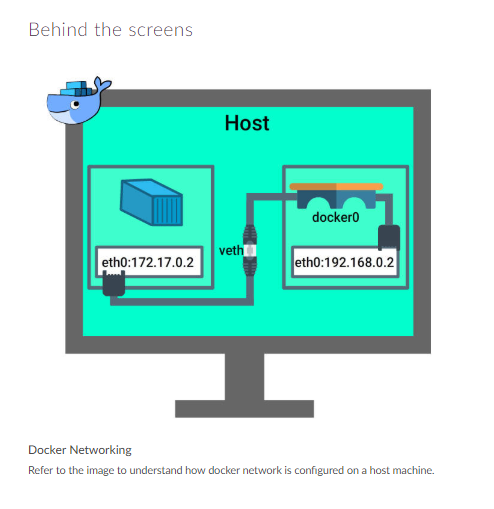 Behind the screens
Host
docker0
veth
eth0:172.17.0.2
eth0:192.168.0.2
Docker Networking
Refer to the image to understand how docker network is configured on a host machine.